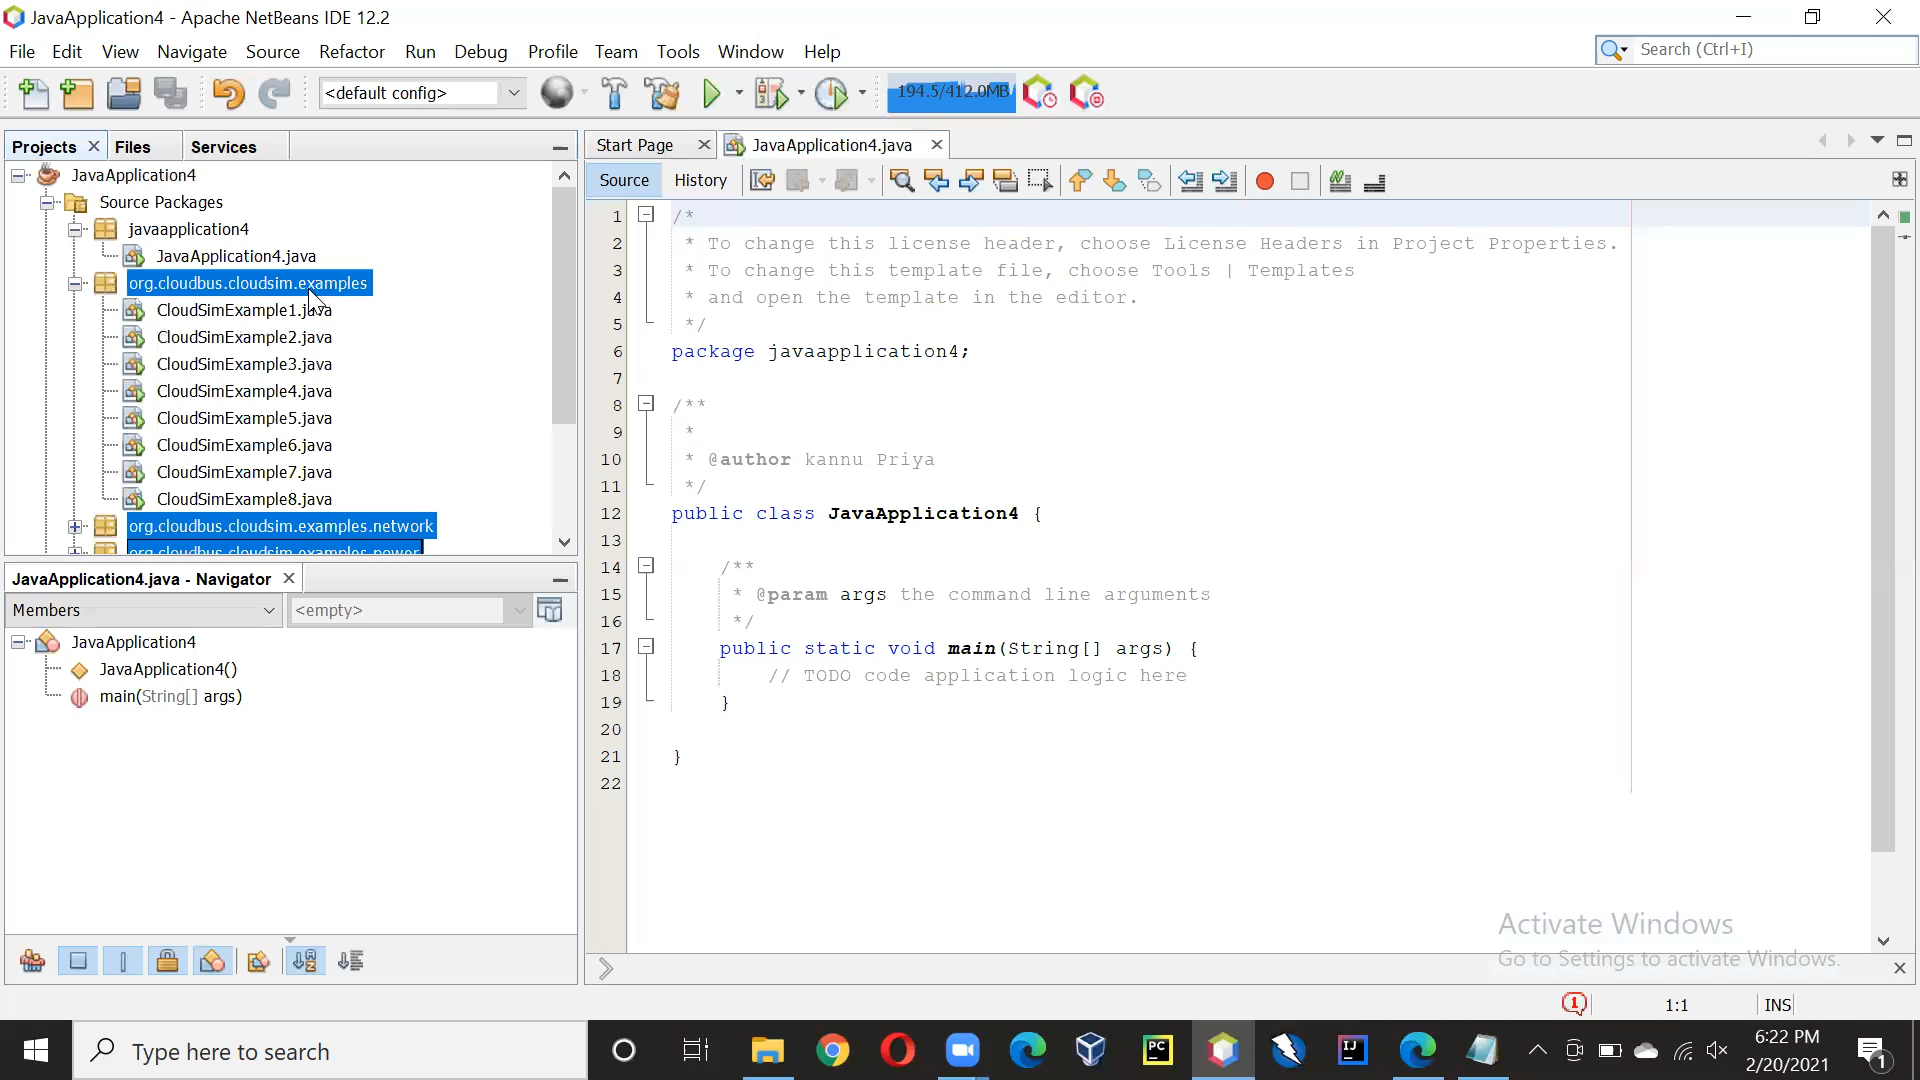 JavaApplication4 - Apache NetBeans IDE 12.2
File Edit View Navigate Source Refactor Run Debug Profile Team Tools Window Help
Search (Ctrl+I)
<default config>
194.5/412.0MB
Projects Files Services
JavaApplication4
Source Packages
javaapplication4
JavaApplication4.java
org.cloudbus.cloudsim.examples
CloudSimExample1.java
CloudSimExample2.java
CloudSimExample3.java
CloudSimExample4.java
CloudSimExample5.java
CloudSimExample6.java
CloudSimExample7.java
CloudSimExample8.java
org.cloudbus.cloudsim.examples.network
org.cloudbus.cloudsim.examples.power
JavaApplication4.java - Navigator
Members
<empty>
JavaApplication4
JavaApplication4()
main(String[] args)
Start Page JavaApplication4.java
Source History
1 /*
2 * To change this license header, choose License Headers in Project Properties.
3 * To change this template file, choose Tools | Templates
4 * and open the template in the editor.
5 */
6 package javaapplication4;
7
8 /**
9 *
10 * @author kannu Priya
11 */
12 public class JavaApplication4 {
13
14 /**
15 * @param args the command line arguments
16 */
17 public static void main(String[] args) {
18 // TODO code application logic here
19 }
20
21 }
22
Activate Windows
Go to Settings to activate Windows.
1:1 INS
Type here to search
PC
IJ
6:22 PM
2/20/2021
1